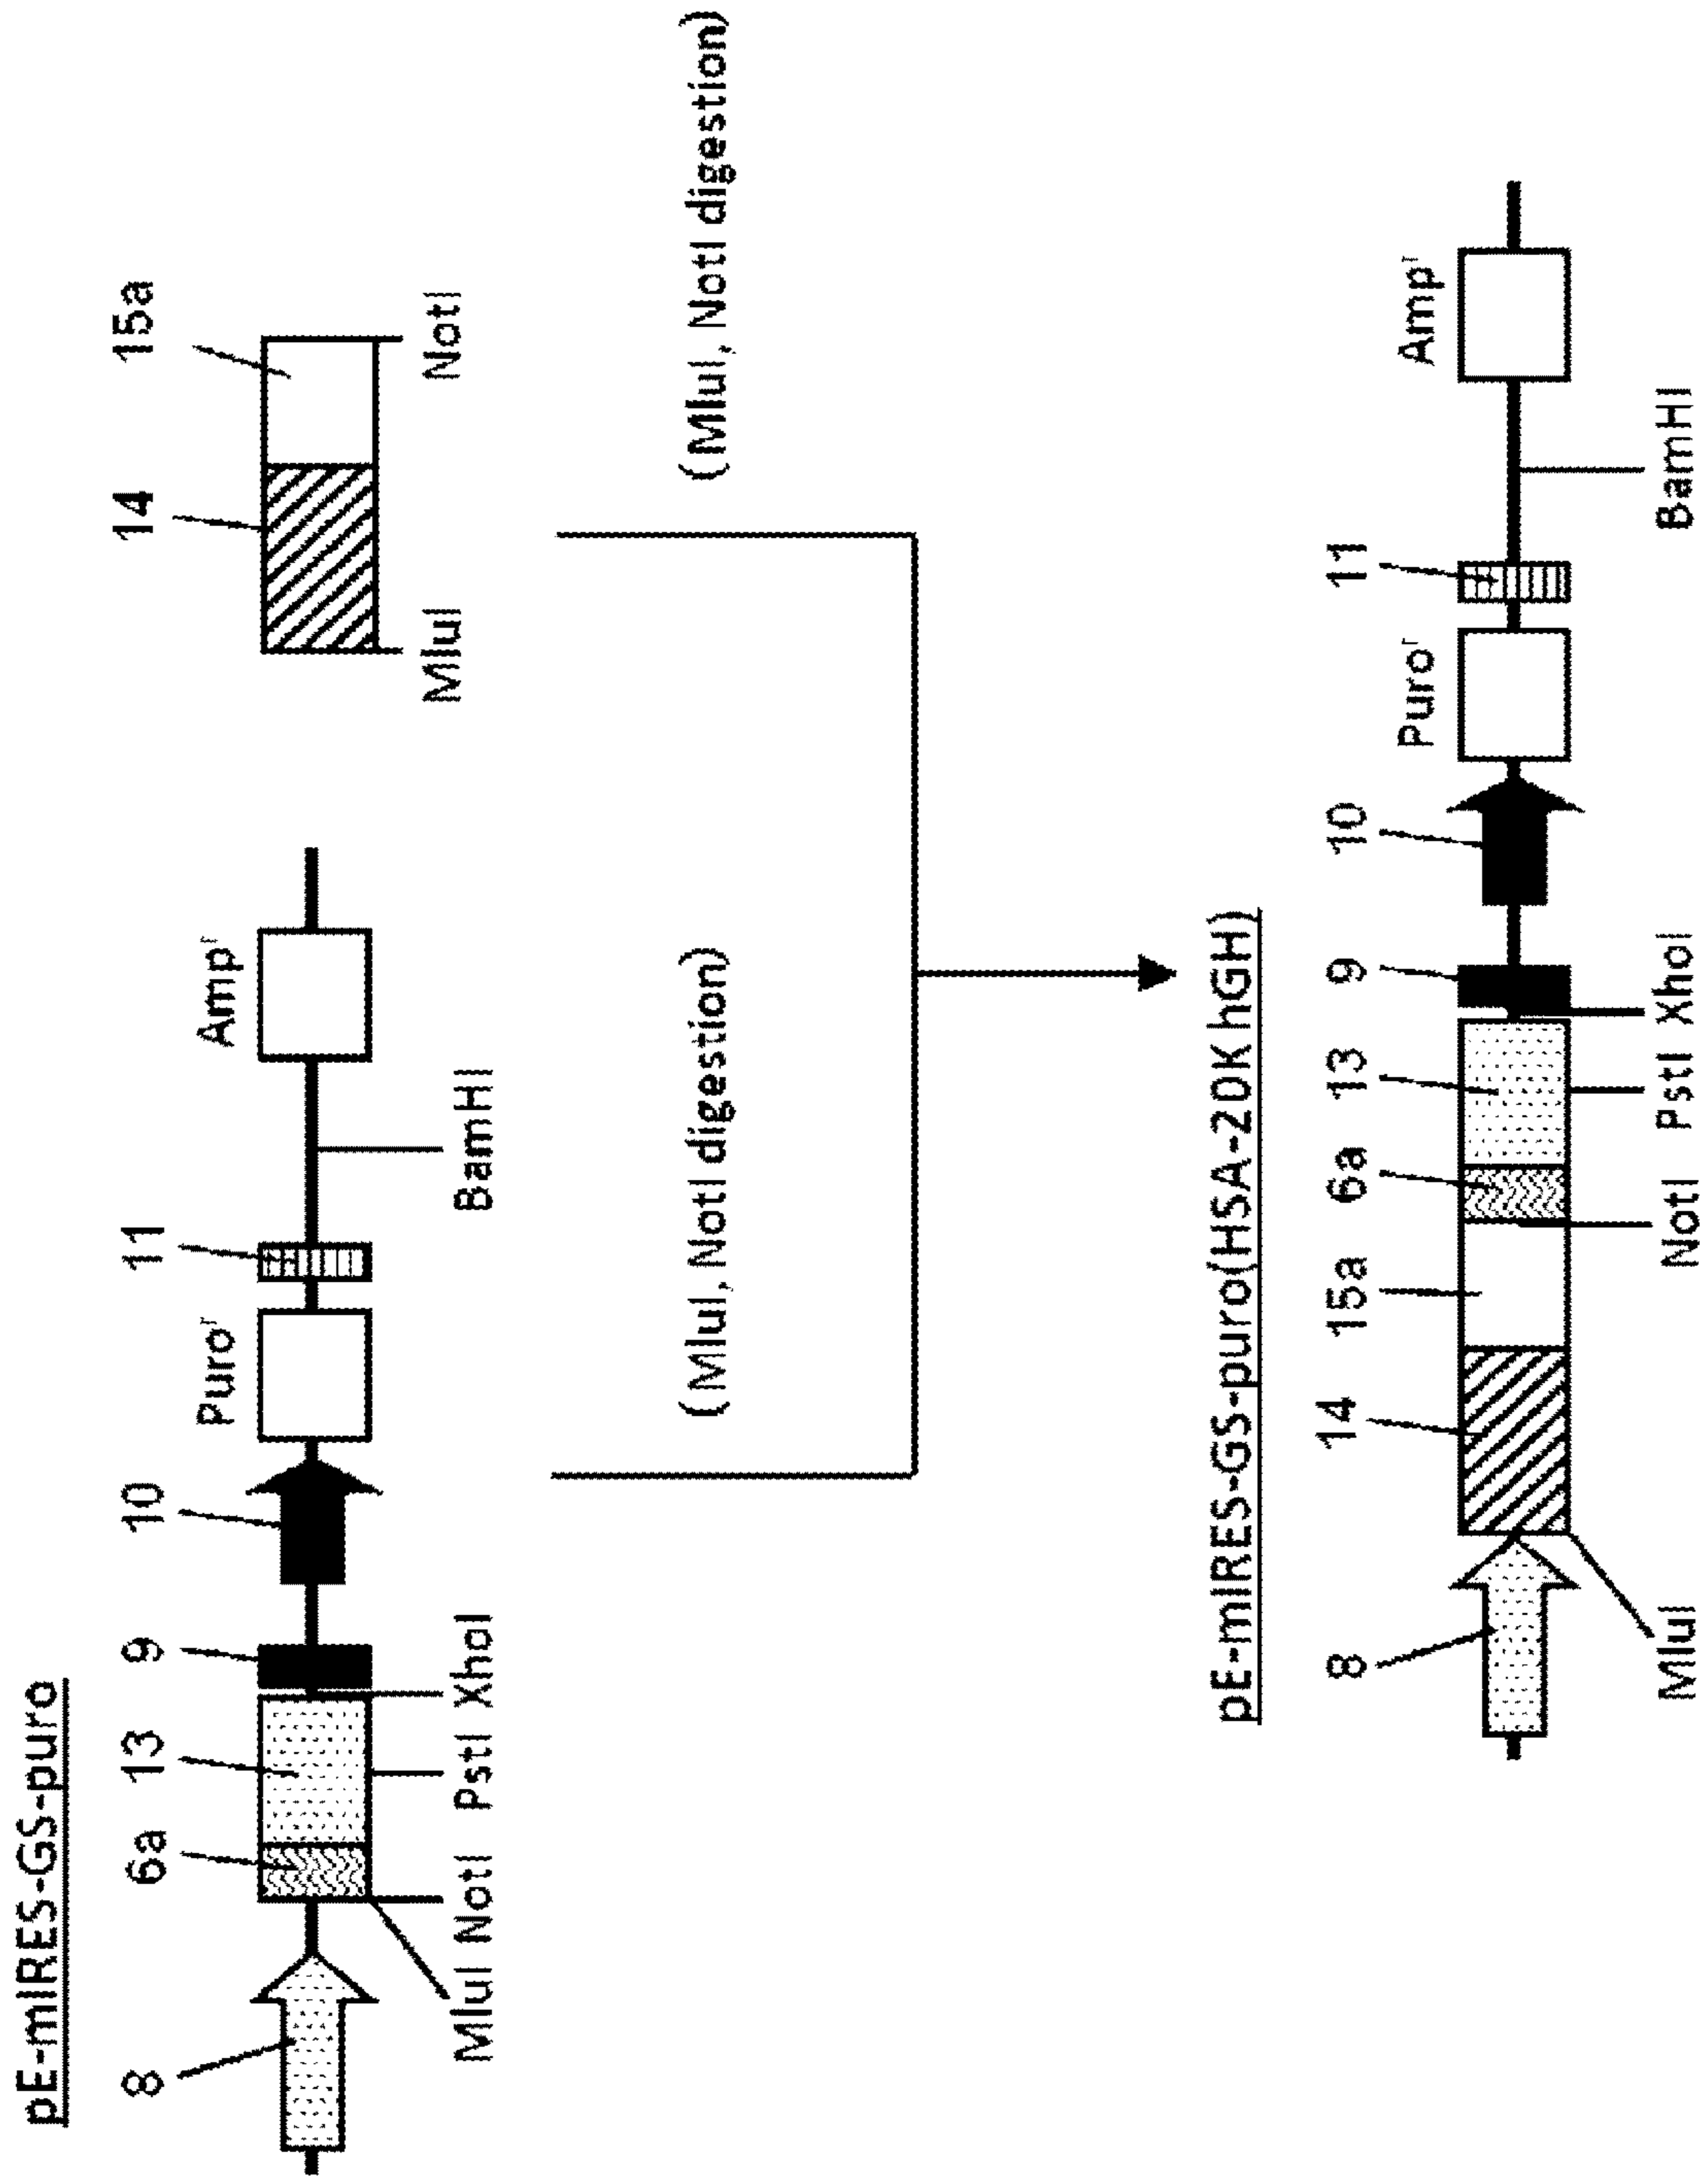 pE-mIRES-GS-puro
8
6a
13
9
10
Puro^r
11
Amp^r
MluI NotI PstI XhoI
BamHI
14
15a
MluI
NotI
(MluI, NotI digestion)
(MluI, NotI digestion)
pE-mIRES-GS-puro(HSA-20K hGH)
8
14
15a
6a
13
9
10
Puro^r
11
Amp^r
MluI
NotI PstI XhoI
BamHI